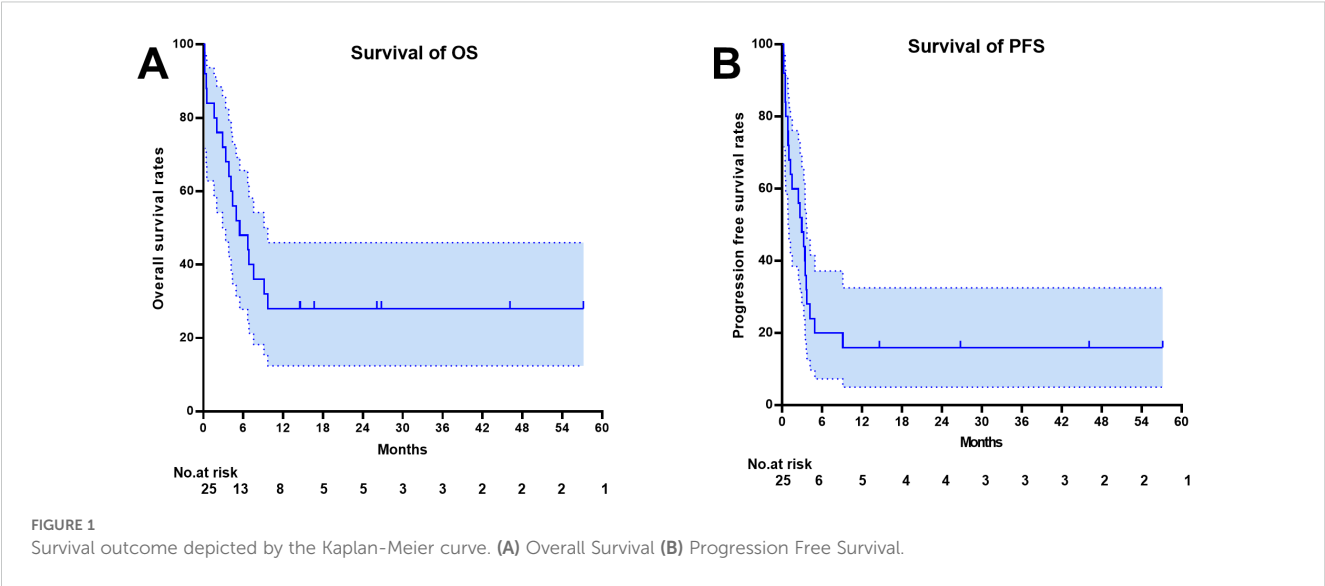 A
Survival of OS
Overall survival rates
100
80
60
40
20
0
0 6 12 18 24 30 36 42 48 54 60
Months
No.at risk
25 13 8 5 5 3 3 2 2 2 1
B
Survival of PFS
Progression free survival rates
100
80
60
40
20
0
0 6 12 18 24 30 36 42 48 54 60
Months
No.at risk
25 6 5 4 4 3 3 3 2 2 1
FIGURE 1
Survival outcome depicted by the Kaplan-Meier curve. (A) Overall Survival (B) Progression Free Survival.